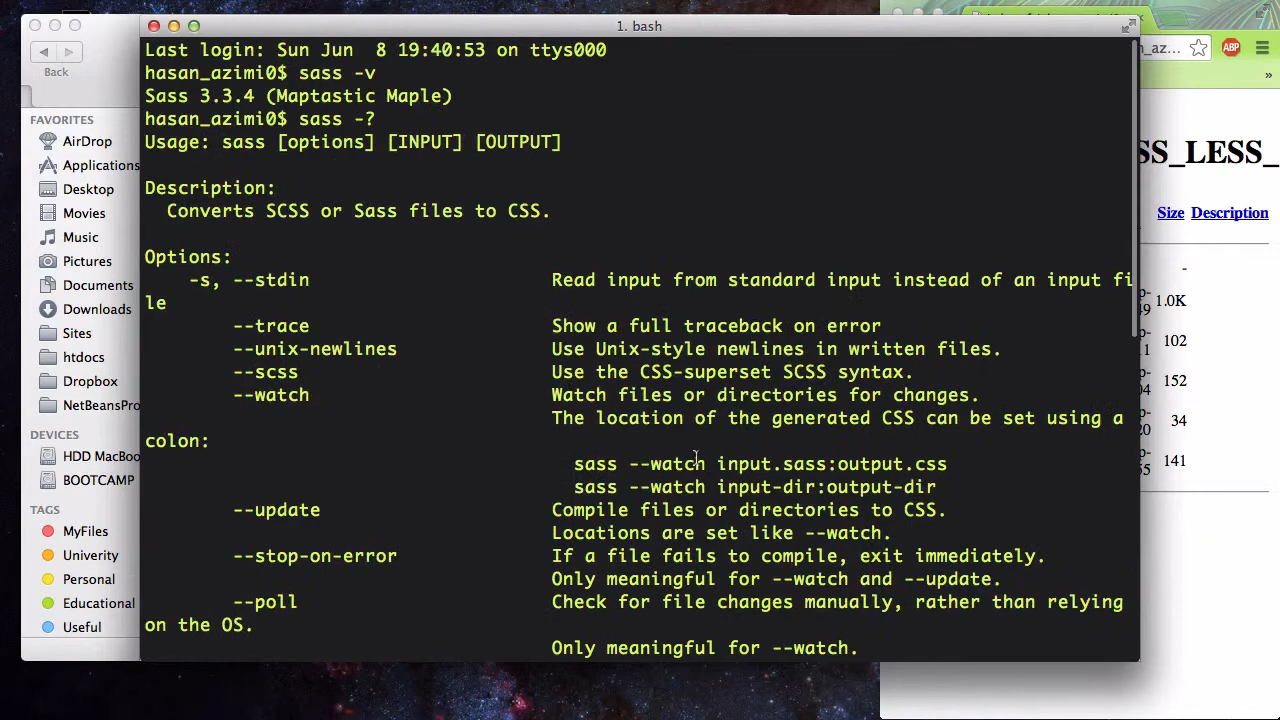 1. bash
Last login: Sun Jun  8 19:40:53 on ttys000
hasan_azimi0$ sass -v
Sass 3.3.4 (Maptastic Maple)
hasan_azimi0$ sass -?
Usage: sass [options] [INPUT] [OUTPUT]
Description:
Converts SCSS or Sass files to CSS.
Options:
-s, --stdin Read input from standard input instead of an input fi
le
--trace Show a full traceback on error
--unix-newlines Use Unix-style newlines in written files.
--scss Use the CSS-superset SCSS syntax.
--watch Watch files or directories for changes.
The location of the generated CSS can be set using a
colon:
sass --watch input.sass:output.css
sass --watch input-dir:output-dir
--update Compile files or directories to CSS.
Locations are set like --watch.
--stop-on-error If a file fails to compile, exit immediately.
Only meaningful for --watch and --update.
--poll Check for file changes manually, rather than relying
on the OS.
Only meaningful for --watch.
Back
FAVORITES
AirDrop
Applications
Desktop
Movies
Music
Pictures
Documents
Downloads
Sites
htdocs
Dropbox
NetBeansPro
DEVICES
HDD MacBoo
BOOTCAMP
TAGS
MyFiles
Univerity
Personal
Educational
Useful
n_az...
ABP
»
SS_LESS_
Size Description
-
1.0K
102
152
34
141